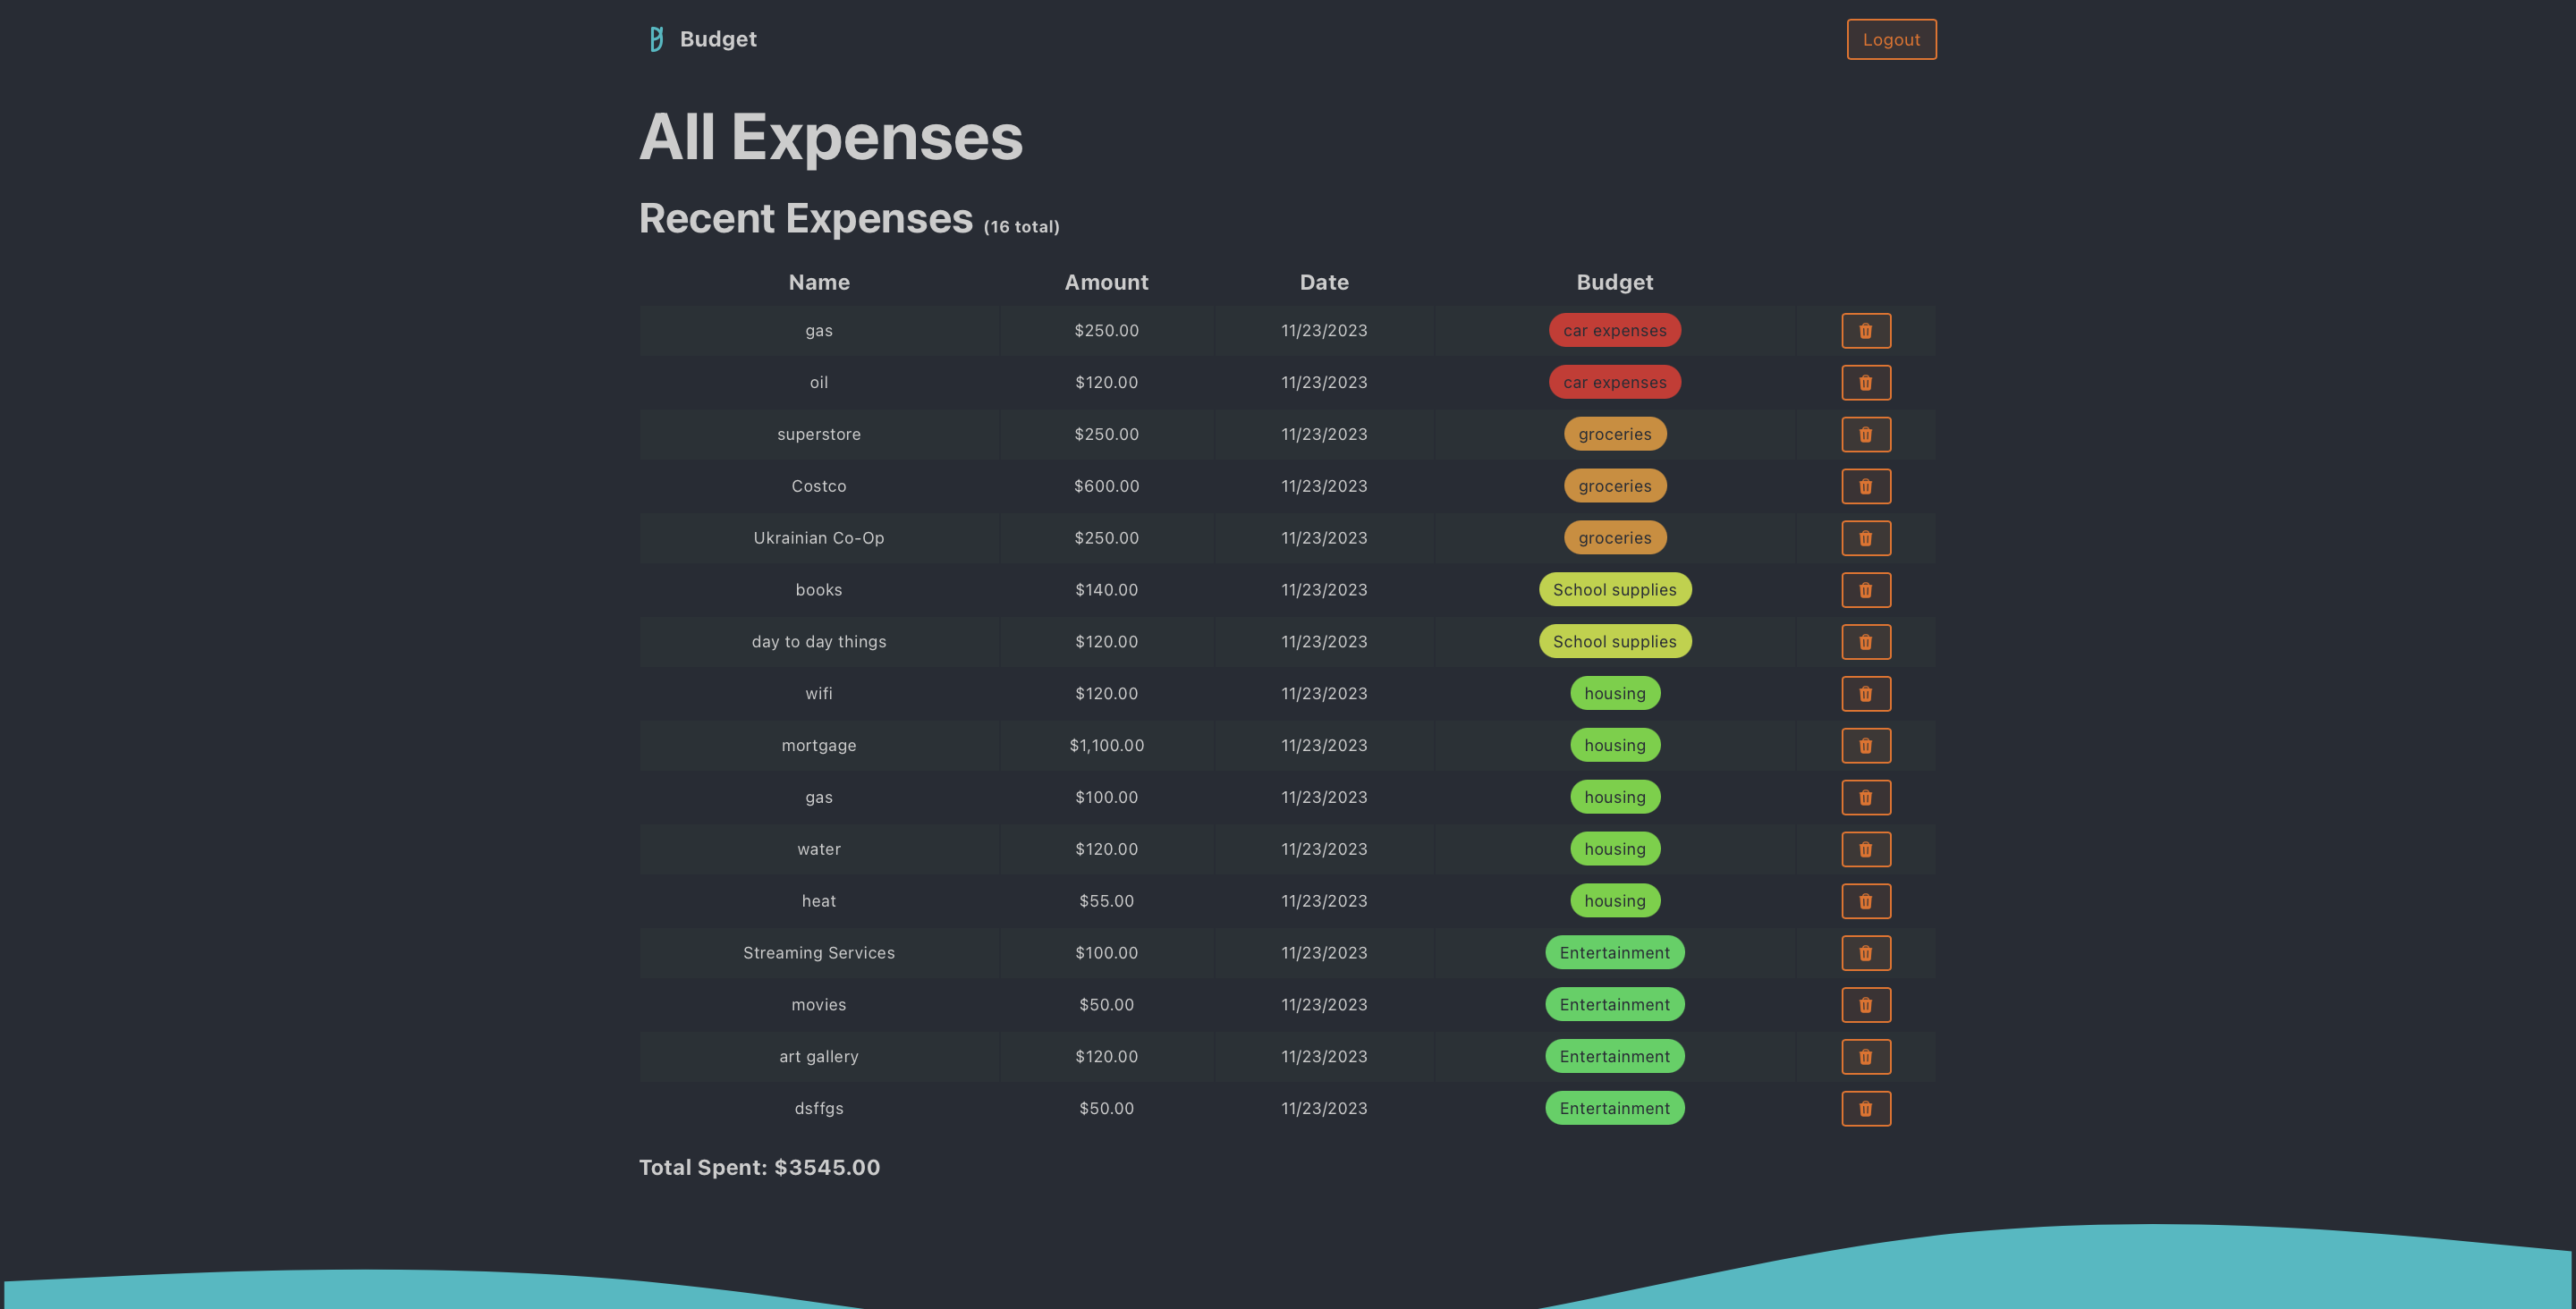 Budget
Logout
All Expenses
Recent Expenses (16 total)
Name Amount Date Budget
gas $250.00 11/23/2023 car expenses
oil $120.00 11/23/2023 car expenses
superstore $250.00 11/23/2023 groceries
Costco $600.00 11/23/2023 groceries
Ukrainian Co-Op $250.00 11/23/2023 groceries
books $140.00 11/23/2023 School supplies
day to day things $120.00 11/23/2023 School supplies
wifi $120.00 11/23/2023 housing
mortgage $1,100.00 11/23/2023 housing
gas $100.00 11/23/2023 housing
water $120.00 11/23/2023 housing
heat $55.00 11/23/2023 housing
Streaming Services $100.00 11/23/2023 Entertainment
movies $50.00 11/23/2023 Entertainment
art gallery $120.00 11/23/2023 Entertainment
dsffgs $50.00 11/23/2023 Entertainment
Total Spent: $3545.00